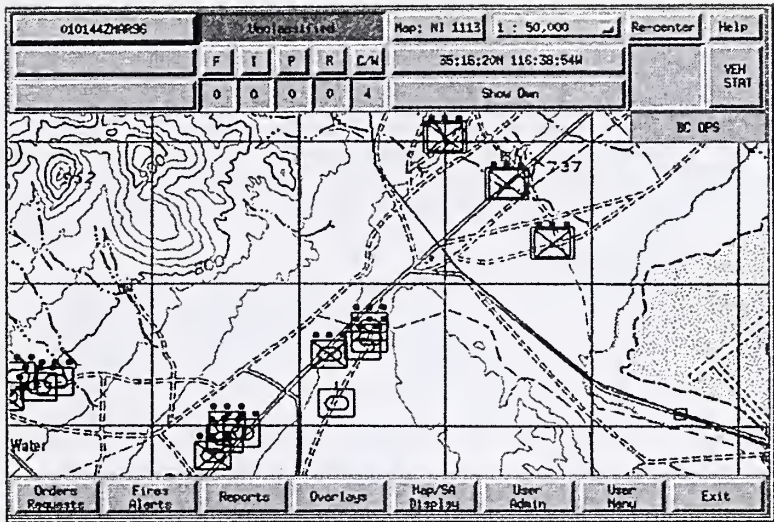 010144ZMAR96
Unclassified
Map: NI 1113
1 : 50,000
Re-center
Help
F I P R C/W
35:16:20N 116:38:54W
VEH STAT
0 0 0 0 4
Show Own
BC OPS
737
800
Water
Orders Requests
Fires Alerts
Reports
Overlays
Map/SA Display
User Admin
User Menu
Exit